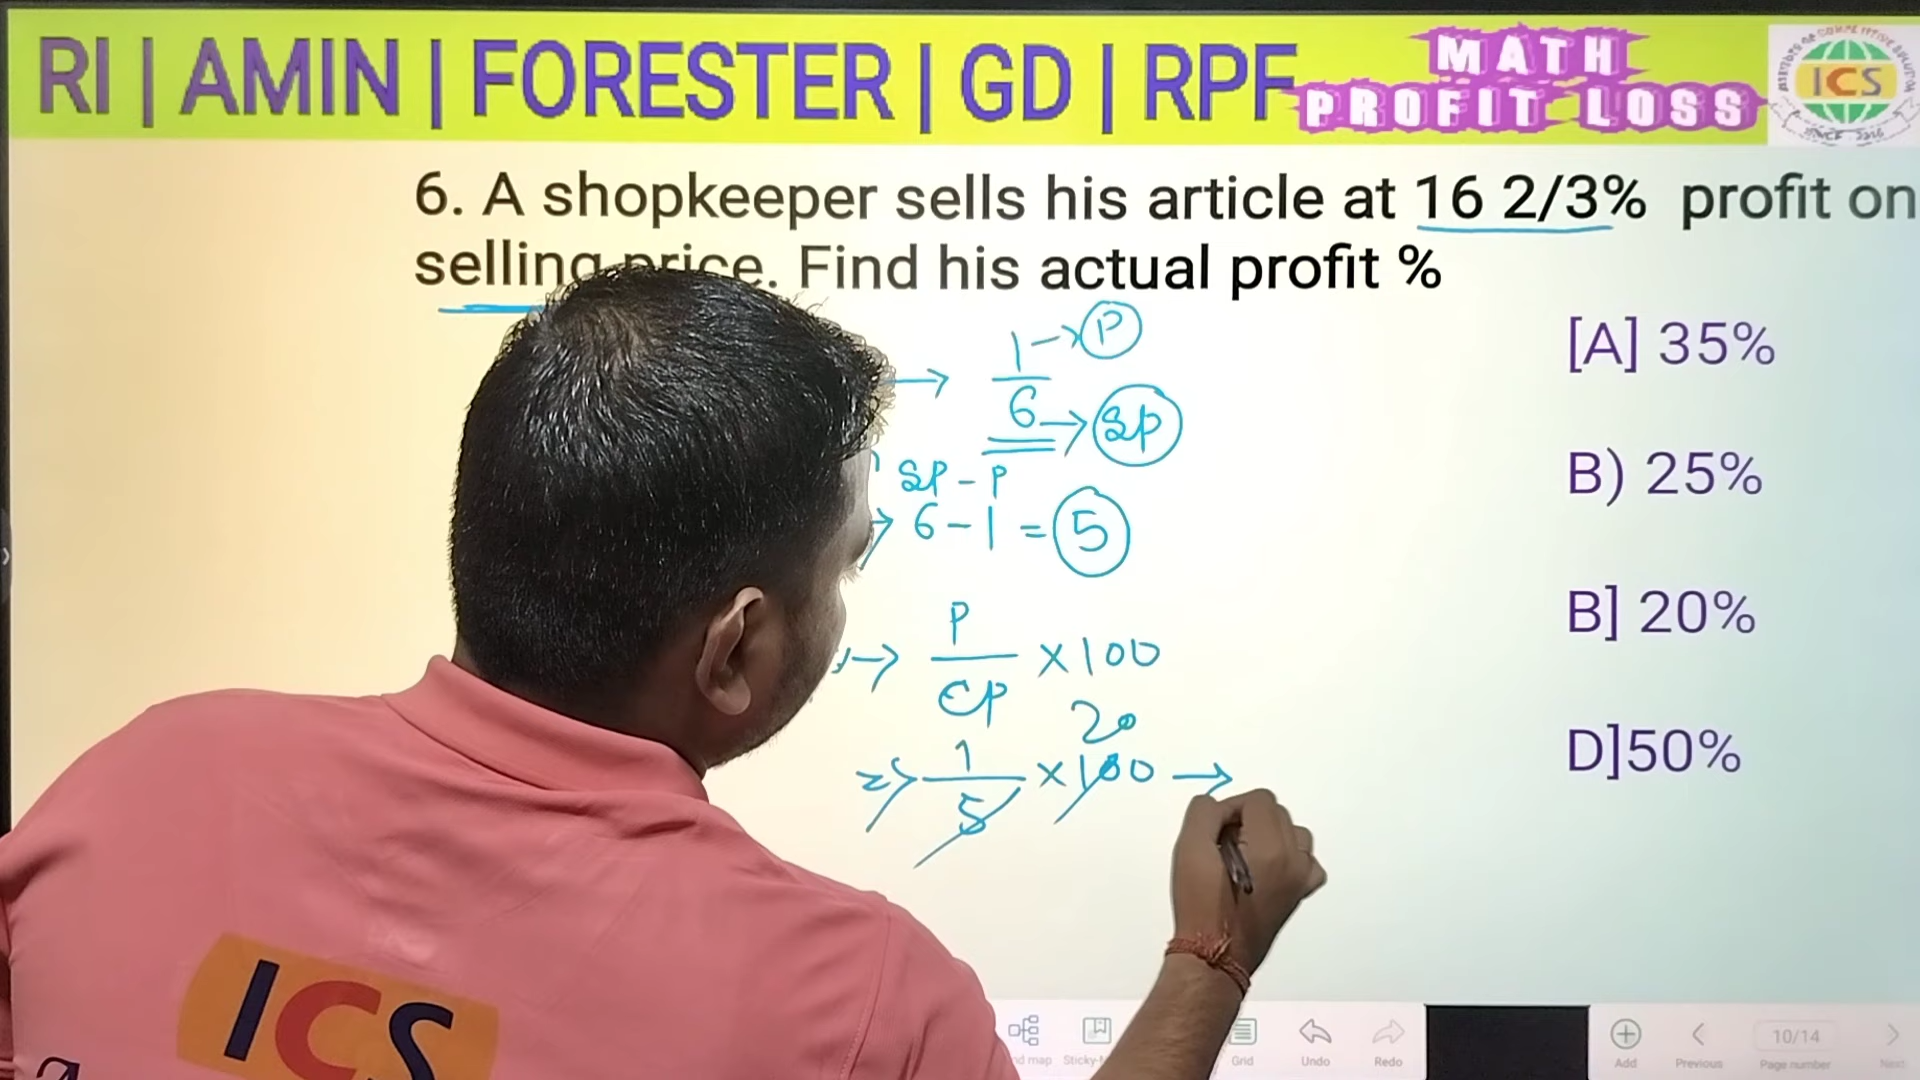 RI | AMIN | FORESTER | GD | RPF
MATH
PROFIT LOSS
ICS
6. A shopkeeper sells his article at 16 2/3% profit on
selling price. Find his actual profit %
[A] 35%
B) 25%
B] 20%
D]50%
→ 1 → P
6 → SP
SP - P
→ 6 - 1 = 5
→ P
CP × 100
20
⇒ 1
5 × 100 →
ICS
Grid
Undo
Redo
Add
Previous
10/14
Page number
Next